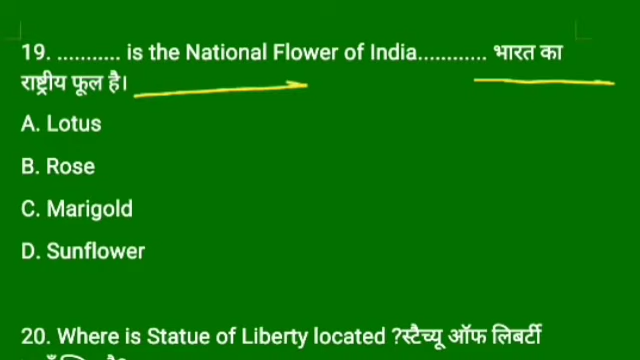 19. ........... is the National Flower of India............ भारत का
राष्ट्रीय फूल है।
A. Lotus
B. Rose
C. Marigold
D. Sunflower
20. Where is Statue of Liberty located ?स्टैच्यू ऑफ लिबर्टी